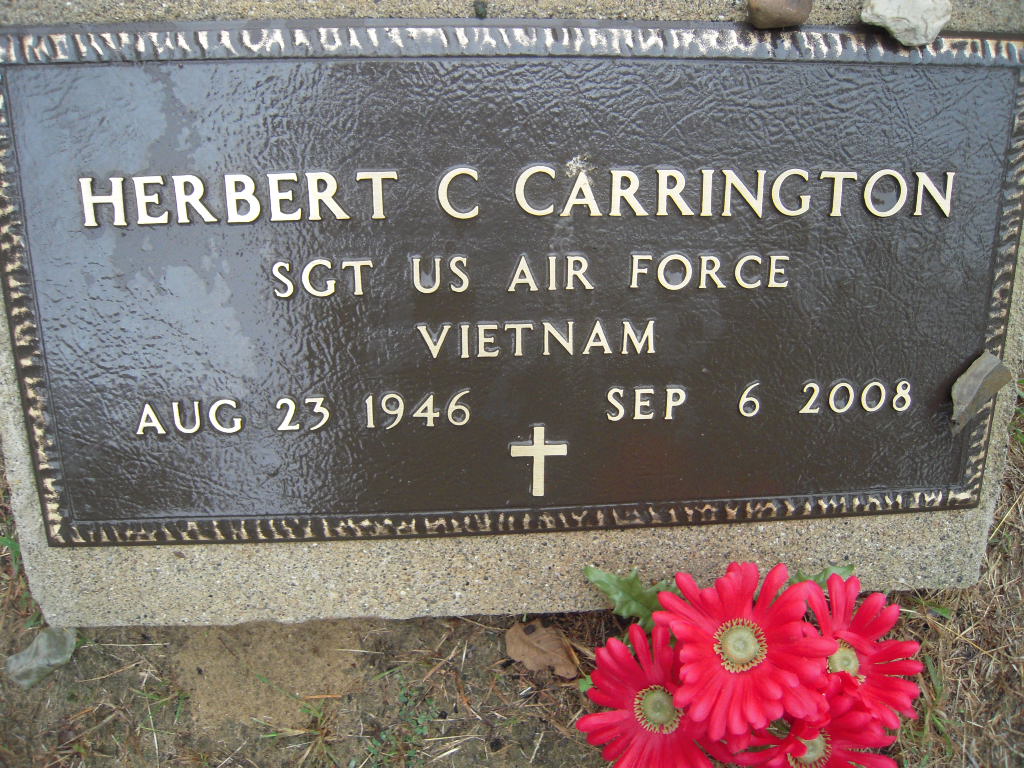 HERBERT C CARRINGTON
SGT US AIR FORCE
VIETNAM
AUG 23 1946 SEP 6 2008